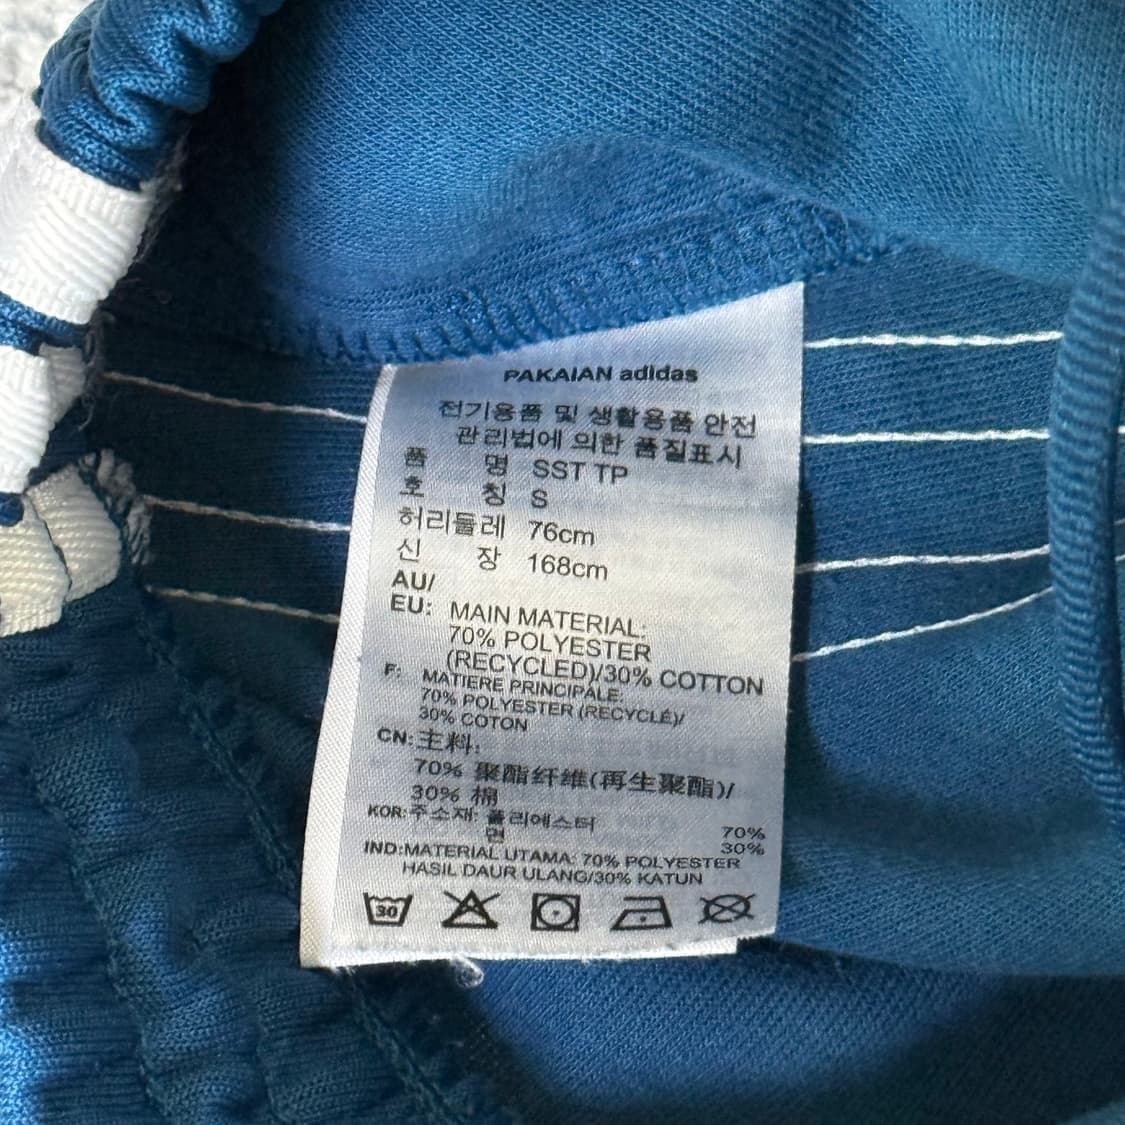 PAKAIAN adidas
전기용품 및 생활용품 안전
관리법에 의한 품질표시
품 명 SST TP
호 칭 S
허리둘레 76cm
신 장 168cm
AU/
EU: MAIN MATERIAL:
70% POLYESTER
(RECYCLED)/30% COTTON
F: MATIERE PRINCIPALE:
70% POLYESTER (RECYCLÉ)/
30% COTON
CN: 主料:
70% 聚酯纤维(再生聚酯)/
30% 棉
KOR: 주소재: 폴리에스터 70%
면 30%
IND: MATERIAL UTAMA: 70% POLYESTER
HASIL DAUR ULANG/30% KATUN
30